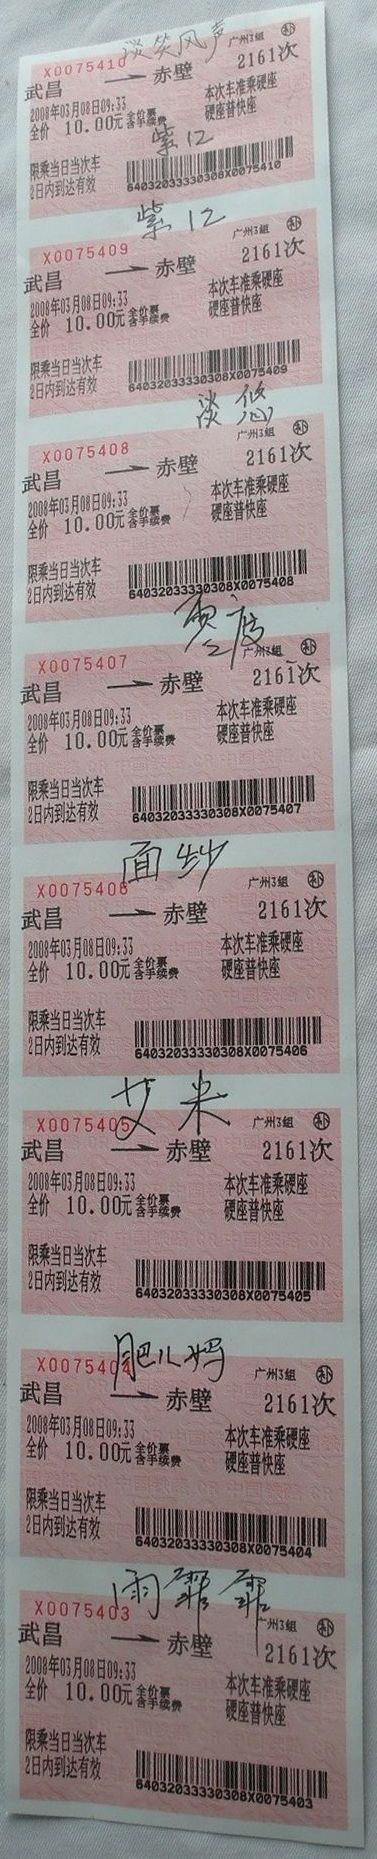 淡笑风声
X0075410
广州3组 补
武昌 → 赤壁 2161次
2008年03月08日09:33 本次车准乘硬座
全价 10.00元 全价票 含手续费 硬座普快座
紫
限乘当日当次车
2日内到达有效
64032033330308X0075410
紫
X0075409
广州3组 补
武昌 → 赤壁 2161次
2008年03月08日09:33 本次车准乘硬座
全价 10.00元 全价票 含手续费 硬座普快座
限乘当日当次车
2日内到达有效
64032033330308X0075409
淡悠
X0075408
广州3组 补
武昌 → 赤壁 2161次
2008年03月08日09:33 本次车准乘硬座
全价 10.00元 全价票 含手续费 硬座普快座
限乘当日当次车
2日内到达有效
64032033330308X0075408
X0075407
广州3组 补
武昌 → 赤壁 2161次
2008年03月08日09:33 本次车准乘硬座
全价 10.00元 全价票 含手续费 硬座普快座
限乘当日当次车
2日内到达有效
64032033330308X0075407
面纱
X0075406
广州3组 补
武昌 → 赤壁 2161次
2008年03月08日09:33 本次车准乘硬座
全价 10.00元 全价票 含手续费 硬座普快座
限乘当日当次车
2日内到达有效
64032033330308X0075406
艾米
X0075405
广州3组 补
武昌 → 赤壁 2161次
2008年03月08日09:33 本次车准乘硬座
全价 10.00元 全价票 含手续费 硬座普快座
限乘当日当次车
2日内到达有效
64032033330308X0075405
肥儿妈
X0075404
广州3组 补
武昌 → 赤壁 2161次
2008年03月08日09:33 本次车准乘硬座
全价 10.00元 全价票 含手续费 硬座普快座
限乘当日当次车
2日内到达有效
64032033330308X0075404
雨霏霏
X0075403
广州3组 补
武昌 → 赤壁 2161次
2008年03月08日09:33 本次车准乘硬座
全价 10.00元 全价票 含手续费 硬座普快座
限乘当日当次车
2日内到达有效
64032033330308X0075403